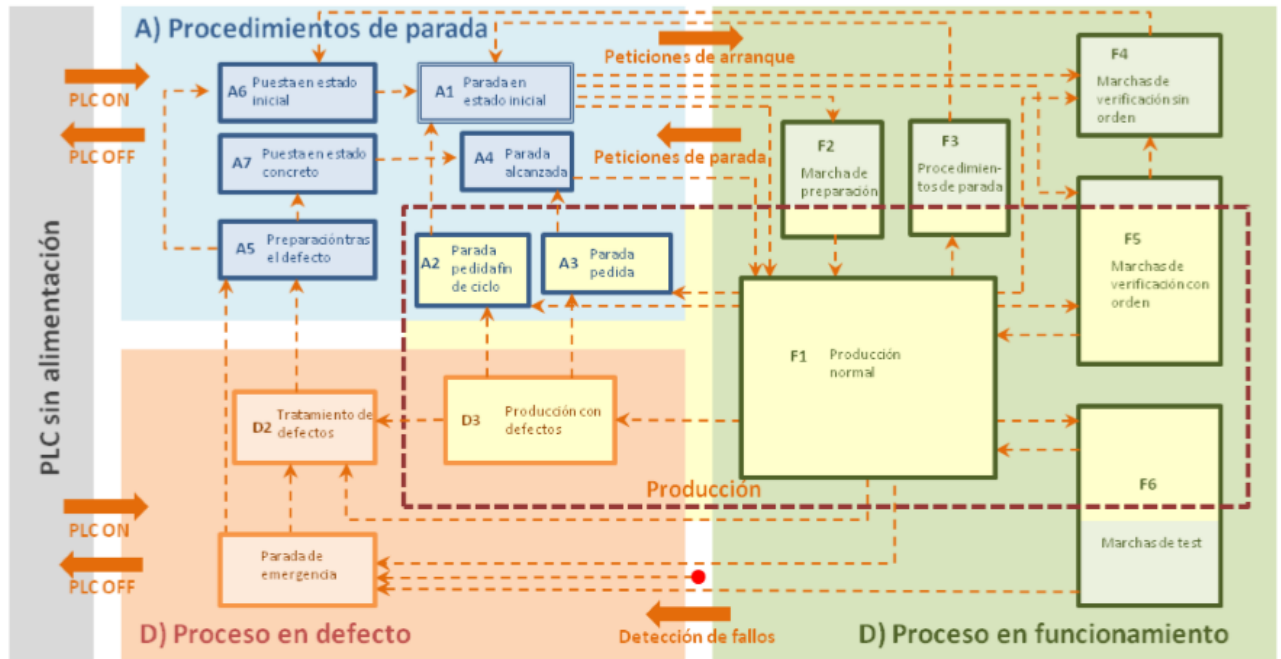 PLC sin alimentación
A) Procedimientos de parada
PLC ON
PLC OFF
A6 Puesta en estado
inicial
A1 Parada en
estado inicial
A7 Puesta en estado
concreto
A4 Parada
alcanzada
A5 Preparación tras
el defecto
A2 Parada
pedida fin
de ciclo
A3 Parada
pedida
Peticiones de arranque
Peticiones de parada
F4
Marchas de
verificación sin
orden
F2
Marcha de
preparación
F3
Procedimien-
tos de parada
F5
Marchas de
verificación con
orden
F1 Producción
normal
D2 Tratamiento de
defectos
D3 Producción con
defectos
Producción
F6
Marchas de test
PLC ON
PLC OFF
Parada de
emergencia
D) Proceso en defecto
Detección de fallos
D) Proceso en funcionamiento